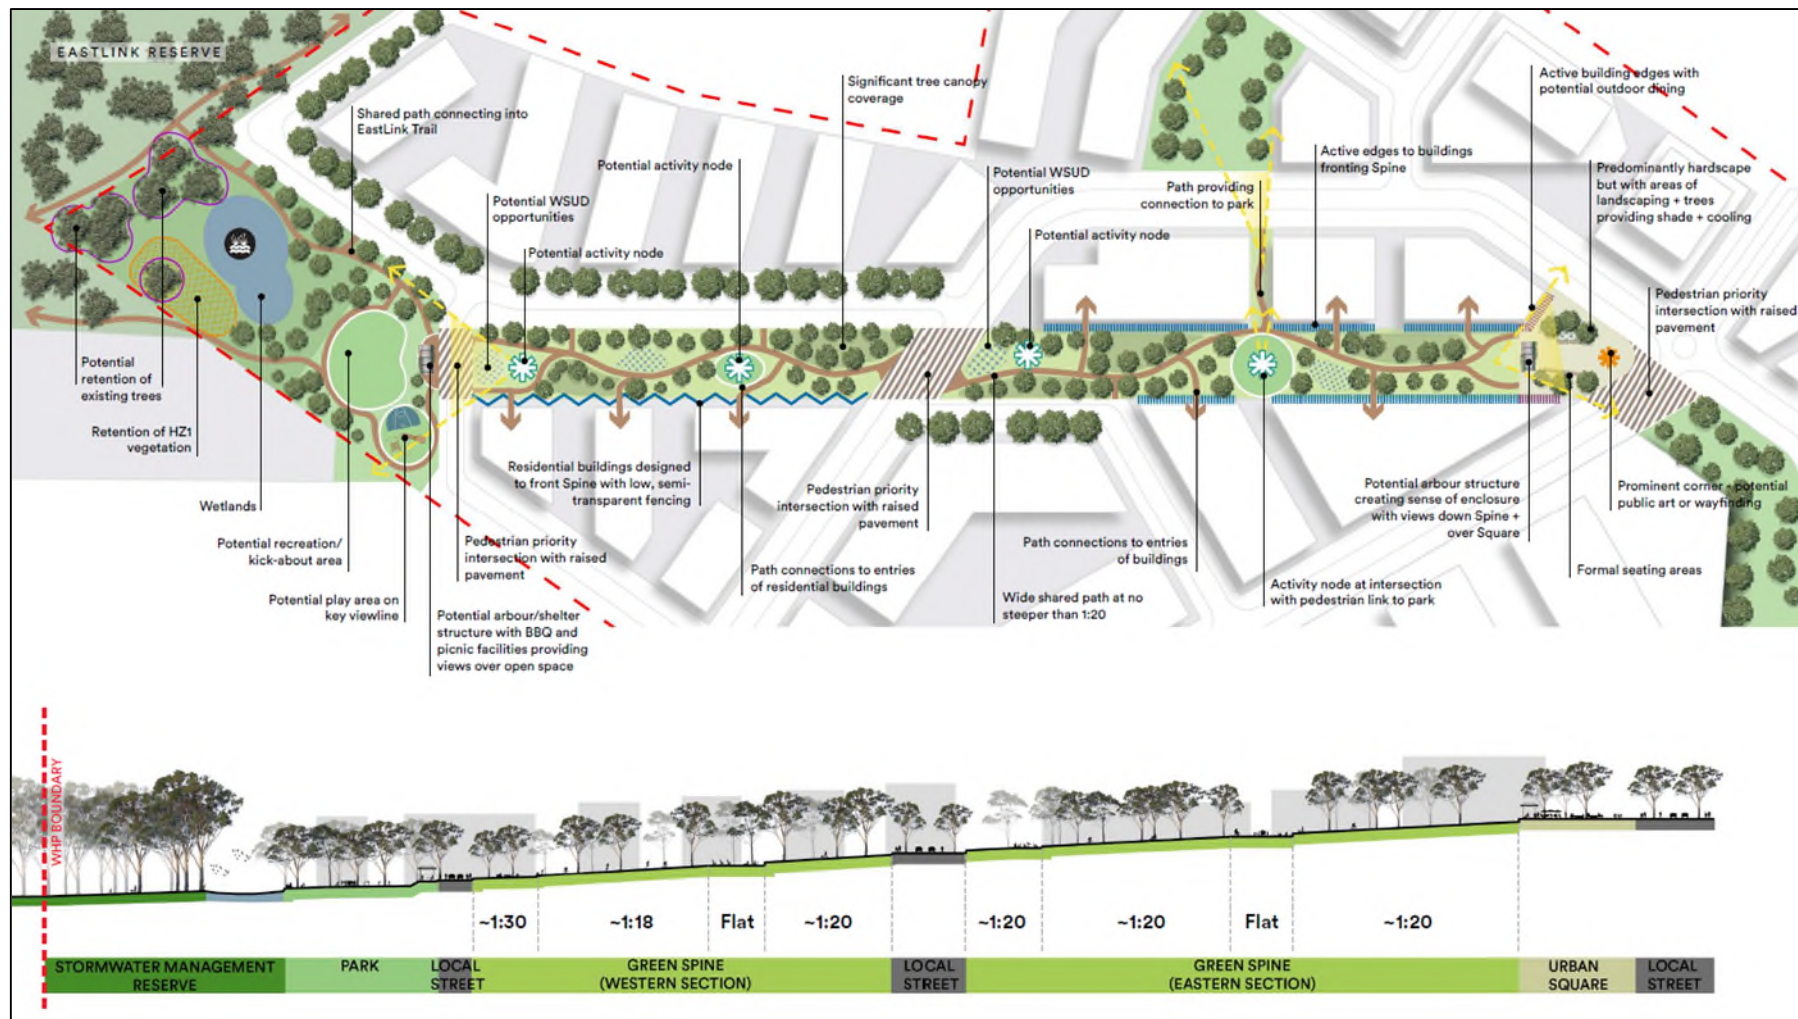 EASTLINK RESERVE
Shared path connecting into
EastLink Trail
Significant tree canopy
coverage
Active building edges with
potential outdoor dining
Potential activity node
Potential WSUD
opportunities
Potential activity node
Potential WSUD
opportunities
Potential activity node
Path providing
connection to park
Active edges to buildings
fronting Spine
Predominantly hardscape
but with areas of
landscaping + trees
providing shade + cooling
Pedestrian priority
intersection with raised
pavement
Potential
retention of
existing trees
Retention of HZ1
vegetation
Wetlands
Potential recreation/
kick-about area
Potential play area on
key viewline
Pedestrian priority
intersection with raised
pavement
Potential arbour/shelter
structure with BBQ and
picnic facilities providing
views over open space
Residential buildings designed
to front Spine with low, semi-
transparent fencing
Path connections to entries
of residential buildings
Pedestrian priority
intersection with raised
pavement
Wide shared path at no
steeper than 1:20
Path connections to entries
of buildings
Activity node at intersection
with pedestrian link to park
Potential arbour structure
creating sense of enclosure
with views down Spine +
over Square
Prominent corner - potential
public art or wayfinding
Formal seating areas
WHP BOUNDARY
~1:30
~1:18
Flat
~1:20
~1:20
~1:20
Flat
~1:20
STORMWATER MANAGEMENT
RESERVE
PARK
LOCAL
STREET
GREEN SPINE
(WESTERN SECTION)
LOCAL
STREET
GREEN SPINE
(EASTERN SECTION)
URBAN
SQUARE
LOCAL
STREET